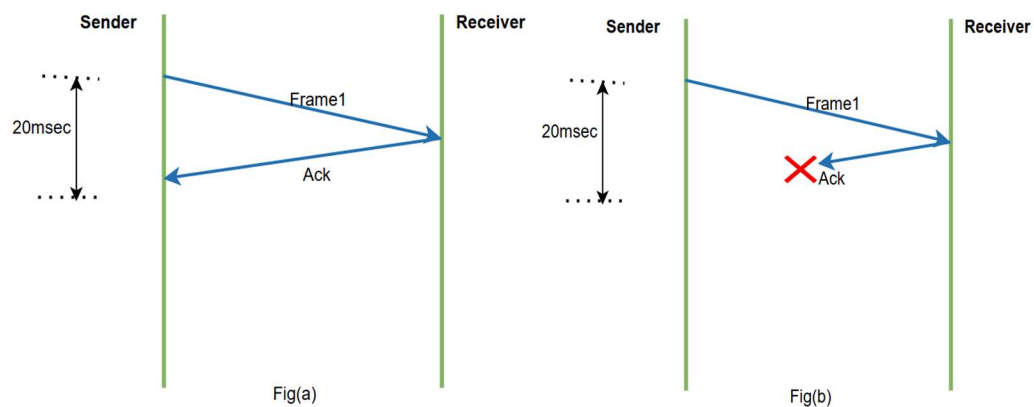 Sender
Receiver
Frame1
20msec
Ack
Fig(a)
Sender
Receiver
Frame1
20msec
Ack
Fig(b)